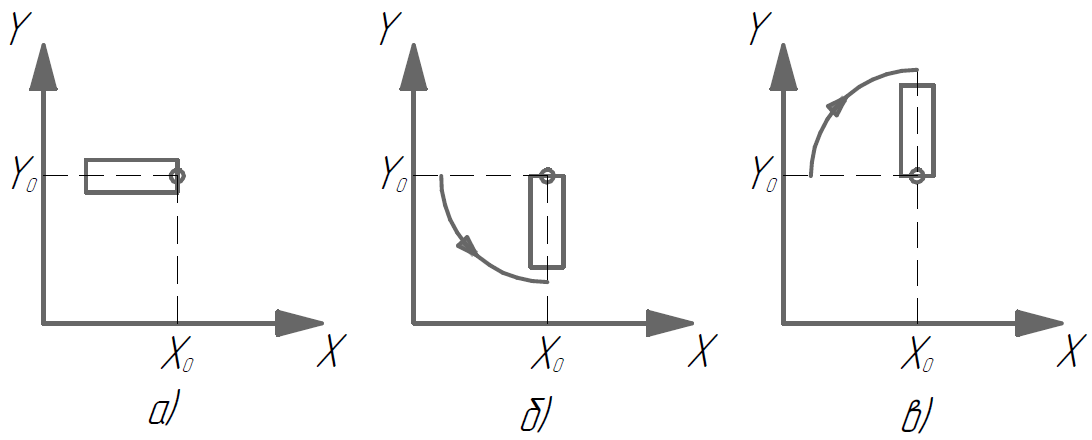 Y Y Y
Y₀ Y₀ Y₀
X₀ X X₀ X X₀ X
а) б) в)